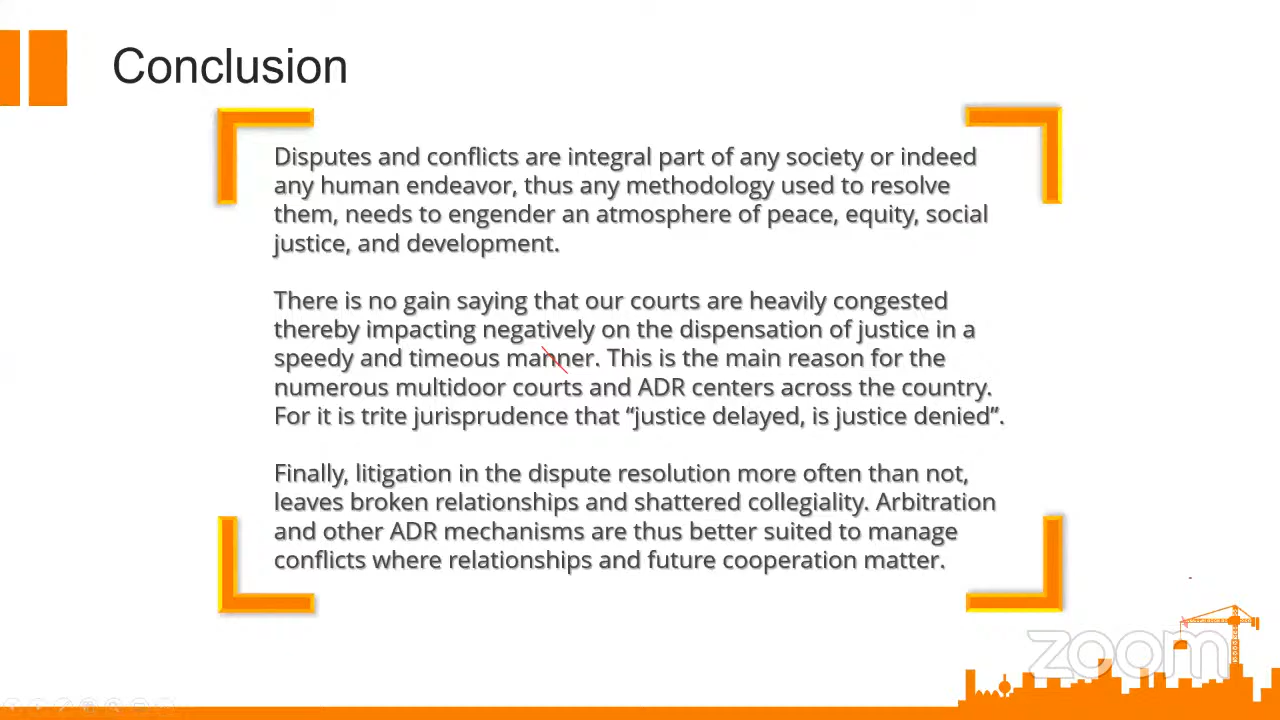 Conclusion
Disputes and conflicts are integral part of any society or indeed
any human endeavor, thus any methodology used to resolve
them, needs to engender an atmosphere of peace, equity, social
justice, and development.
There is no gain saying that our courts are heavily congested
thereby impacting negatively on the dispensation of justice in a
speedy and timeous manner. This is the main reason for the
numerous multidoor courts and ADR centers across the country.
For it is trite jurisprudence that “justice delayed, is justice denied”.
Finally, litigation in the dispute resolution more often than not,
leaves broken relationships and shattered collegiality. Arbitration
and other ADR mechanisms are thus better suited to manage
conflicts where relationships and future cooperation matter.
zoom